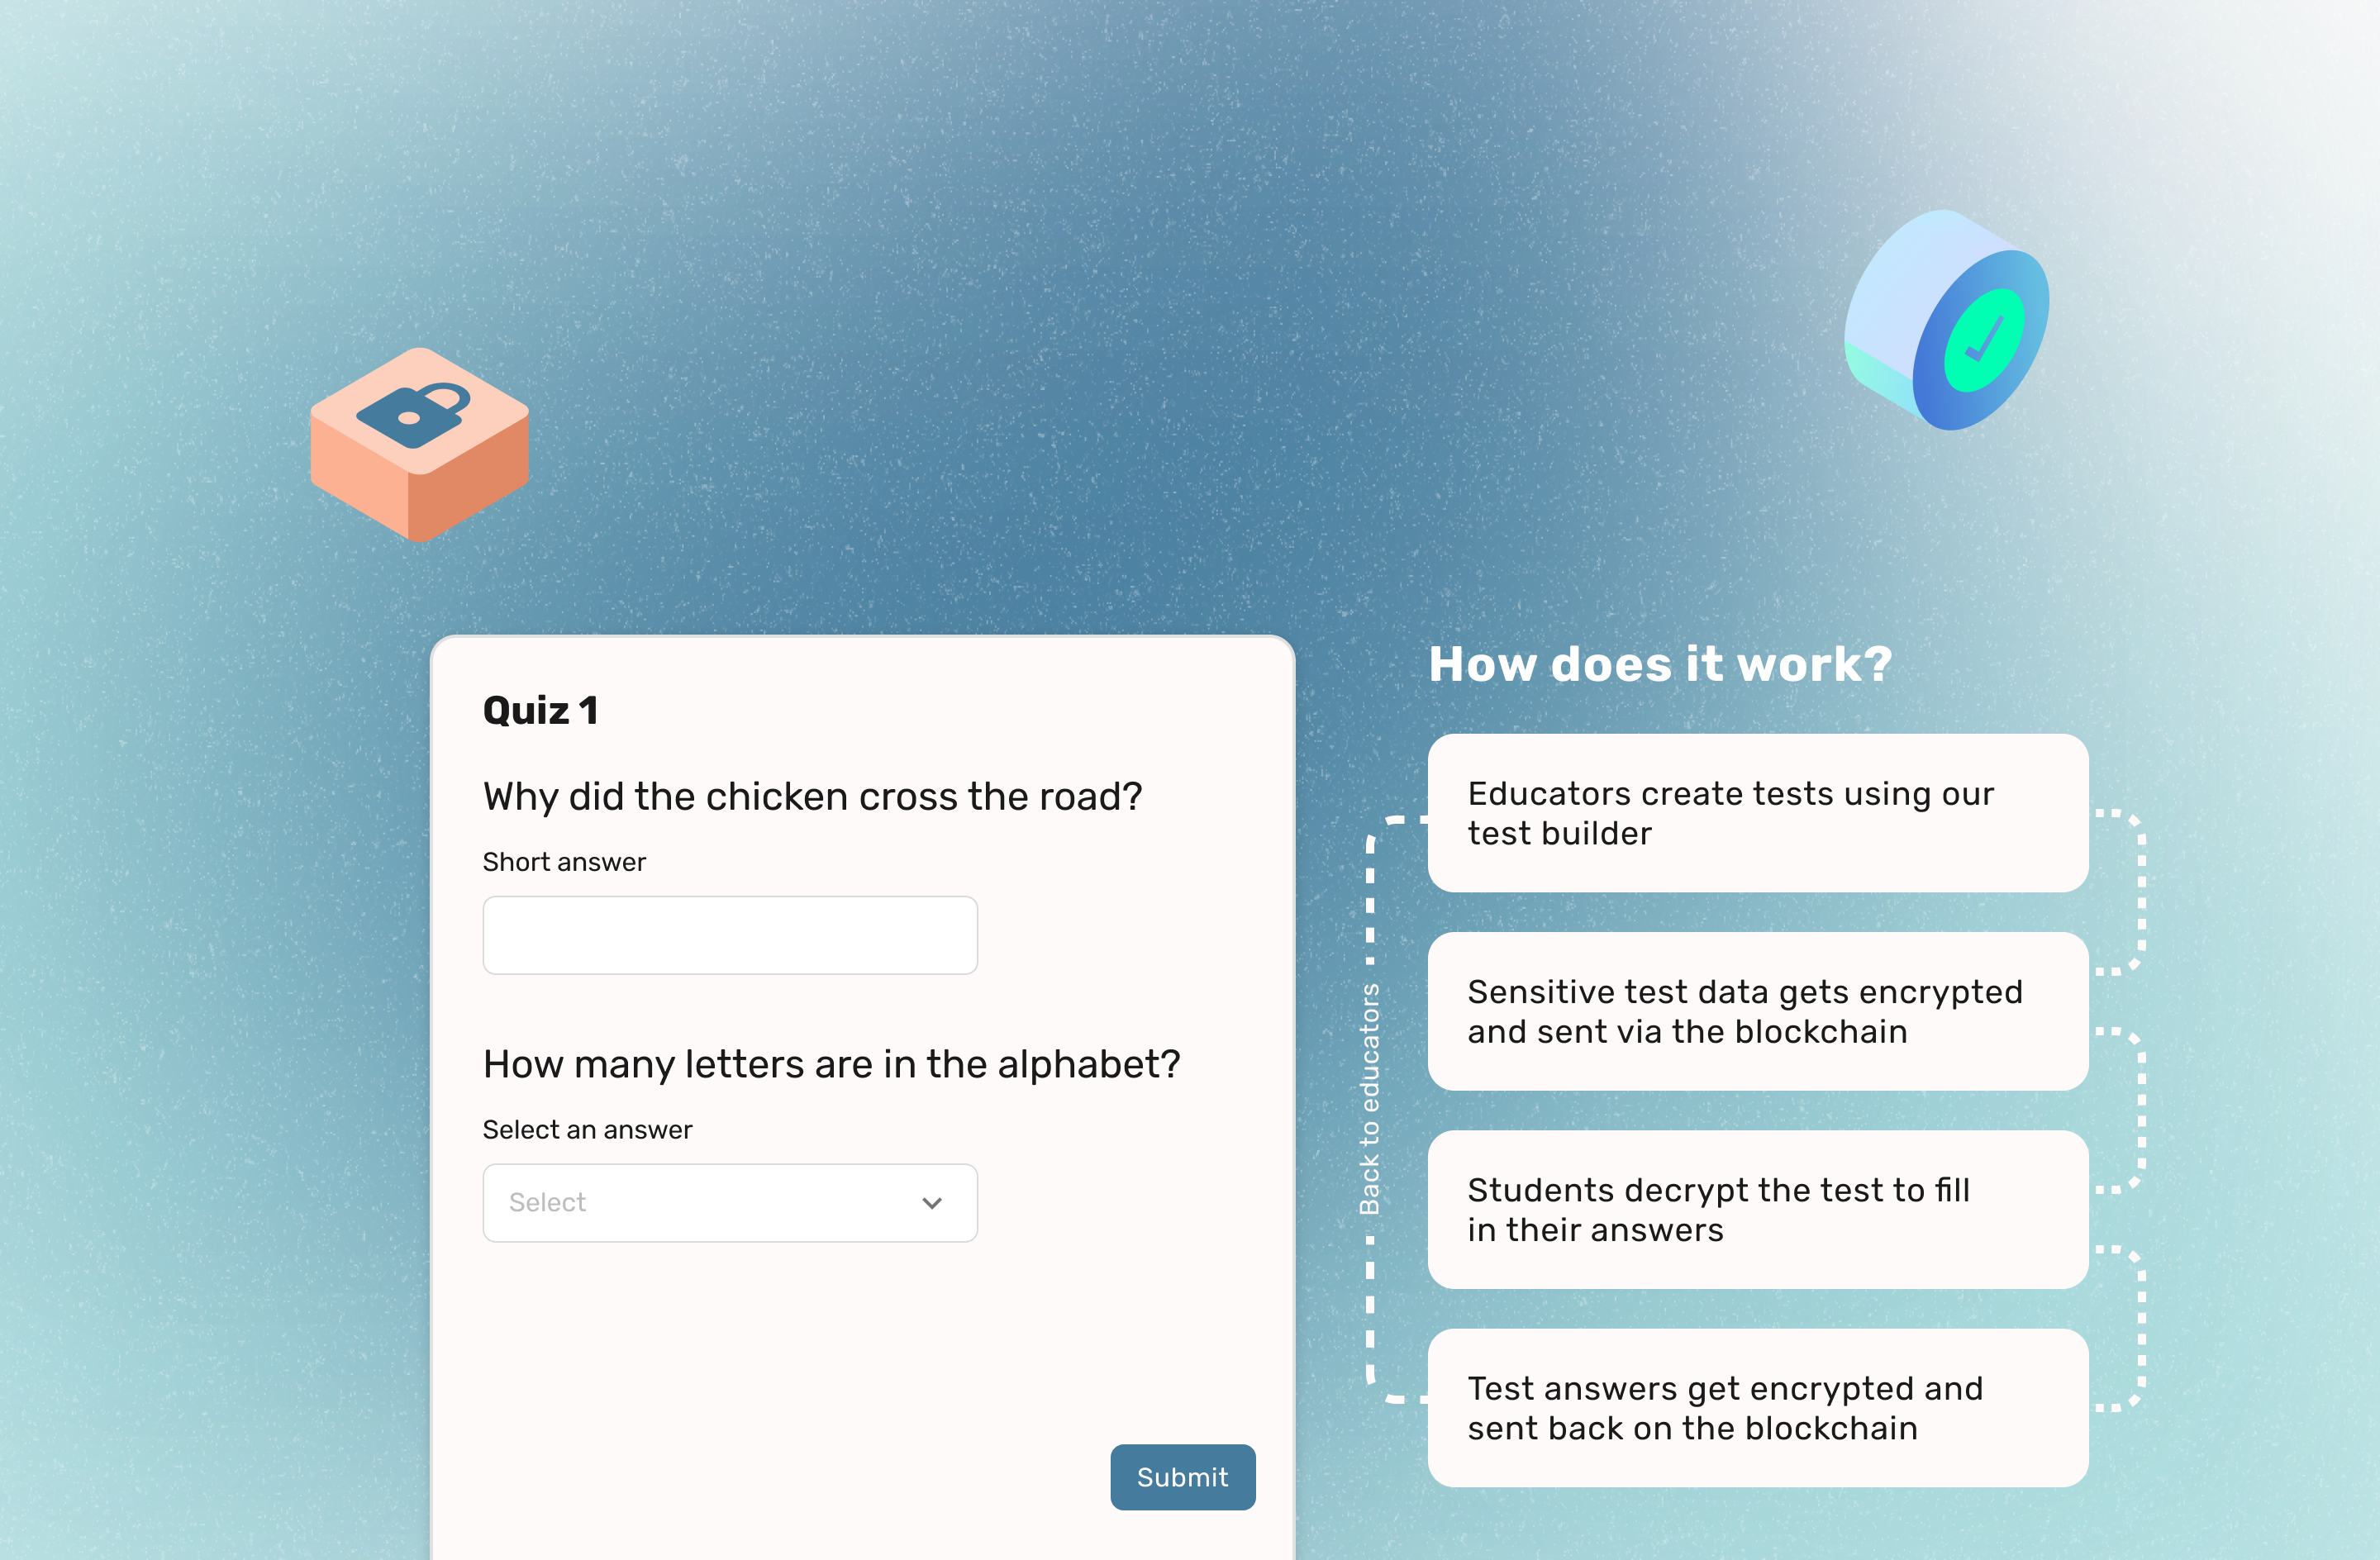 Quiz 1
Why did the chicken cross the road?
Short answer
How many letters are in the alphabet?
Select an answer
Select
Submit
How does it work?
Educators create tests using our
test builder
Sensitive test data gets encrypted
and sent via the blockchain
Students decrypt the test to fill
in their answers
Test answers get encrypted and
sent back on the blockchain
Back to educators